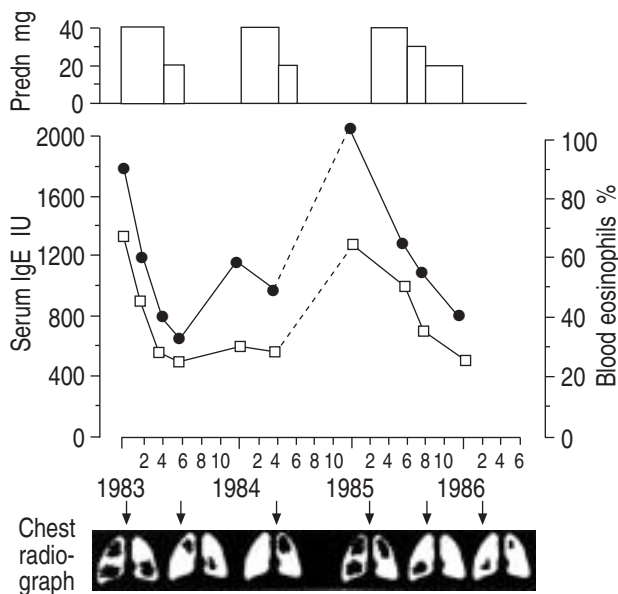 Predn mg
40
20
0
Serum IgE IU
2000
1600
1200
800
400
0
Blood eosinophils %
100
80
60
40
20
0
2 4 6 8 10 2 4 6 8 10 2 4 6 8 10 2 4 6
1983 1984 1985 1986
Chest
radio-
graph